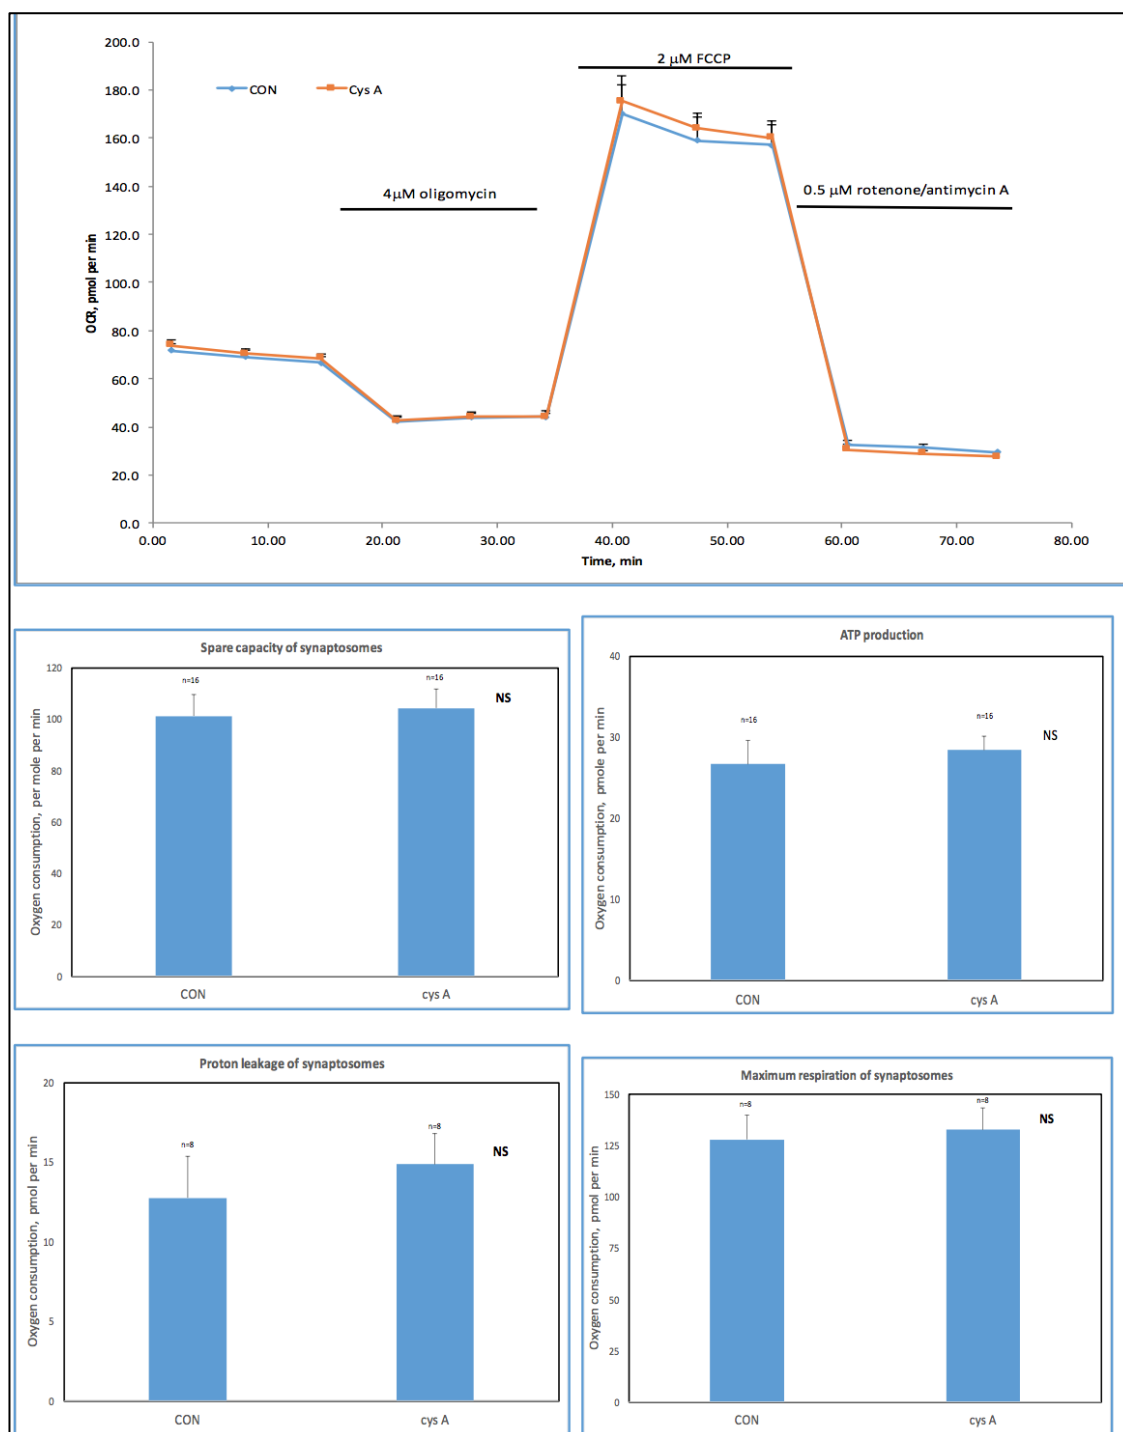 200.0
180.0
160.0
140.0
120.0
100.0
80.0
60.0
40.0
20.0
0.0
OCR, pmol per min
CON
Cys A
4μM oligomycin
2 μM FCCP
0.5 μM rotenone/antimycin A
0.00 10.00 20.00 30.00 40.00 50.00 60.00 70.00 80.00
Time, min
Spare capacity of synaptosomes
120
100
80
60
40
20
0
Oxygen consumption, per mole per min
n=16
n=16
NS
CON cys A
ATP production
40
30
20
10
0
Oxygen consumption, pmole per min
n=16
n=16
NS
CON cys A
Proton leakage of synaptosomes
20
15
10
5
0
Oxygen consumption, pmol per min
n=8
n=8
NS
CON cys A
Maximum respiration of synaptosomes
150
125
100
75
50
25
0
Oxygen consumption, pmol per min
n=8
n=8
NS
CON cys A